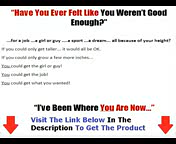 "Have You Ever Felt Like You Weren't Good
Enough?"
...for a job ...a girl or guy ....a sport ....a dream.... all because of your height?
If you could only get taller... it would all be OK.
If you could only grow a few more inches...
You could get the girl or guy!
You could get the job!
You could get what you wanted!
"I've Been Where You Are Now..."
Visit The Link Below In The
Description To Get The Product